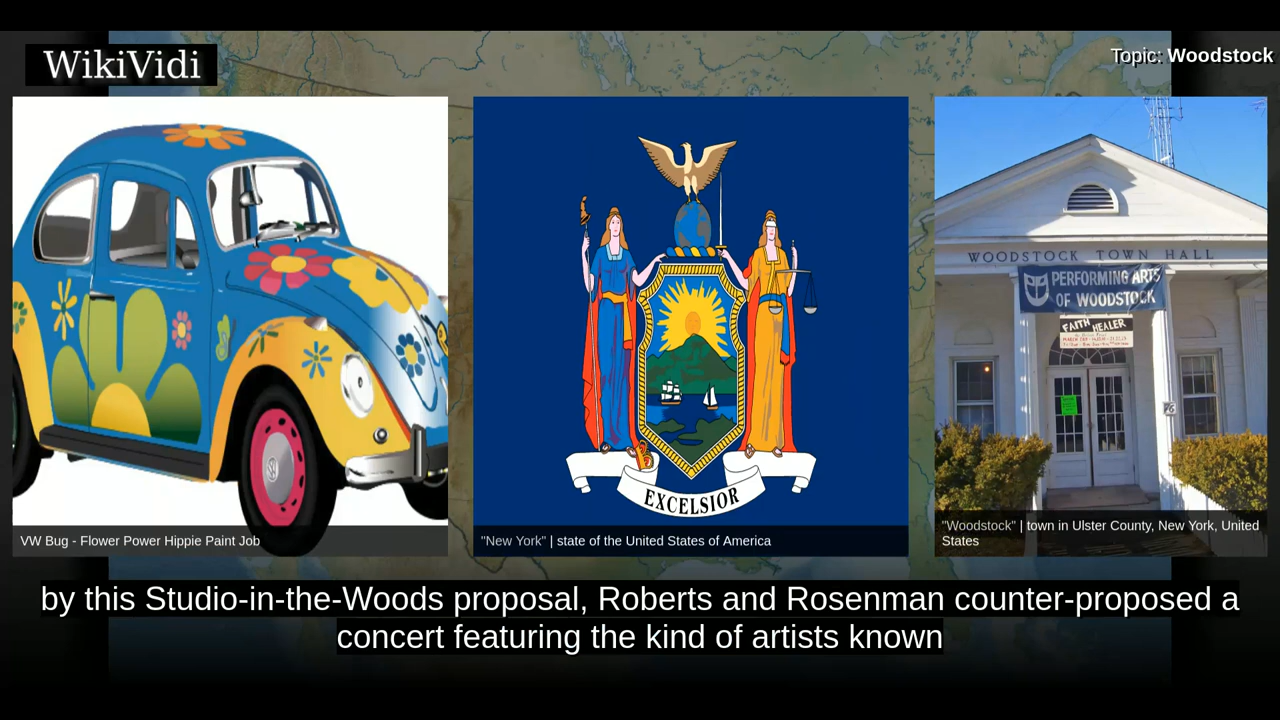 WikiVidi
Topic: Woodstock
EXCELSIOR
WOODSTOCK TOWN HALL
PERFORMING ARTS
OF WOODSTOCK
FAITH HEALER
VW Bug - Flower Power Hippie Paint Job
"New York" | state of the United States of America
"Woodstock" | town in Ulster County, New York, United
States
by this Studio-in-the-Woods proposal, Roberts and Rosenman counter-proposed a
concert featuring the kind of artists known